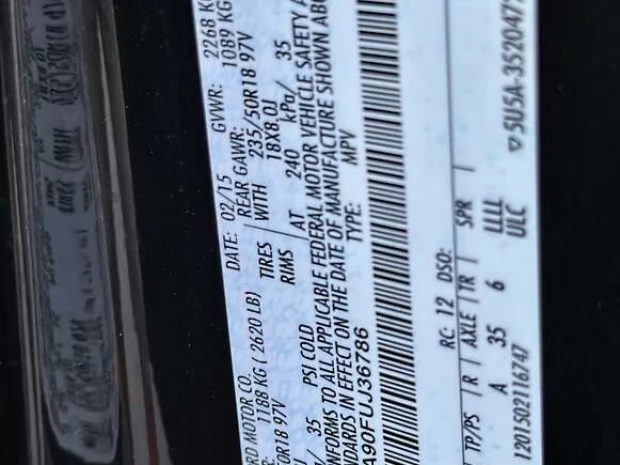 ORD MOTOR CO. DATE: 02/15 GVWR: 2268 KG
1188 KG ( 2620 LB) REAR GAWR: 1089 KG
0R18 97V TIRES WITH 235/50R18 97V
RIMS 18X8.0J
/ 35 PSI COLD AT 240 kPa/ 35
NFORMS TO ALL APPLICABLE FEDERAL MOTOR VEHICLE SAFETY A
NDARDS IN EFFECT ON THE DATE OF MANUFACTURE SHOWN ABO
A90FUJ36786 TYPE: MPV
RC: 12 DSO:
TP/PS | R | AXLE | TR | SPR |
A 35 6 LLLL
1201502116747 ULC ▽ 5U5A-3520472